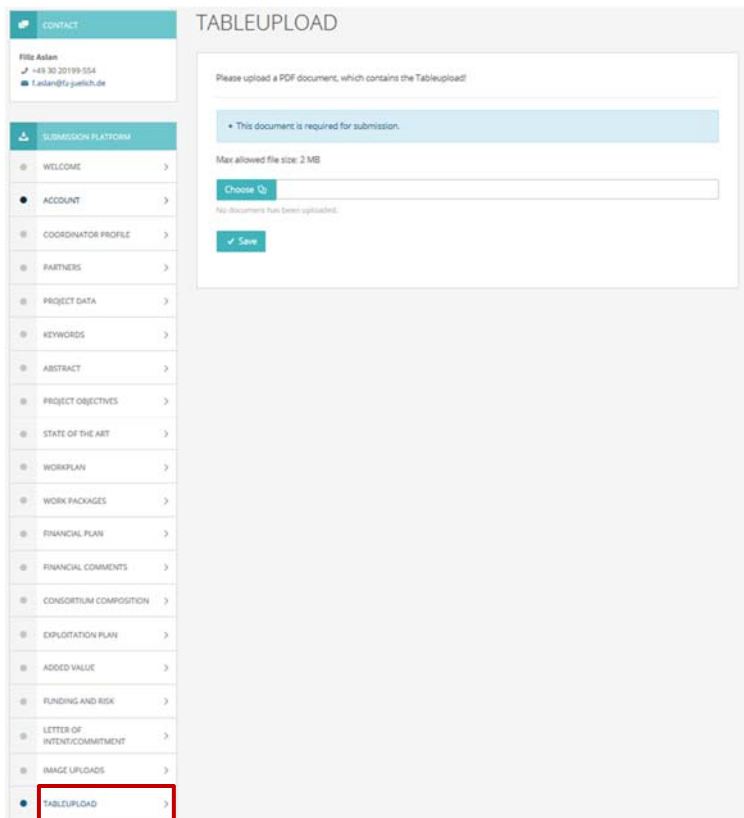 CONTACT
Filiz Aslan
+49 30 20199-554
f.aslan@fz-juelich.de
SUBMISSION PLATFORM
WELCOME
ACCOUNT
COORDINATOR PROFILE
PARTNERS
PROJECT DATA
KEYWORDS
ABSTRACT
PROJECT OBJECTIVES
STATE OF THE ART
WORKPLAN
WORK PACKAGES
FINANCIAL PLAN
FINANCIAL COMMENTS
CONSORTIUM COMPOSITION
EXPLOITATION PLAN
ADDED VALUE
FUNDING AND RISK
LETTER OF
INTENT/COMMITMENT
IMAGE UPLOADS
TABLEUPLOAD
TABLEUPLOAD
Please upload a PDF document, which contains the Tableupload!
• This document is required for submission.
Max allowed file size: 2 MB
Choose
No document has been uploaded.
Save